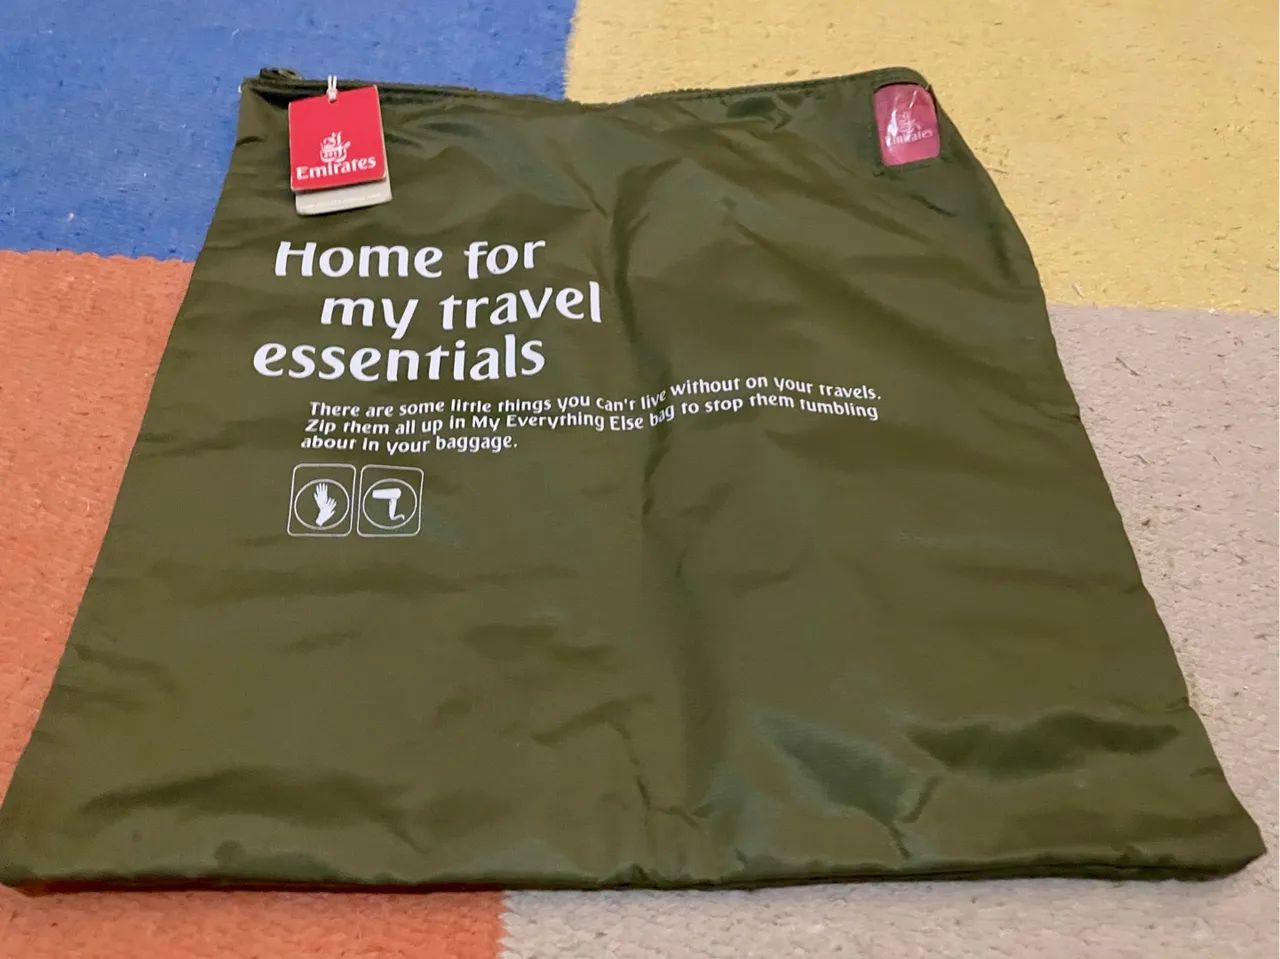 Emirates
Emirates
Home for
my travel
essentials
There are some little things you can't live without on your travels.
Zip them all up in My Everything Else bag to stop them tumbling
about in your baggage.